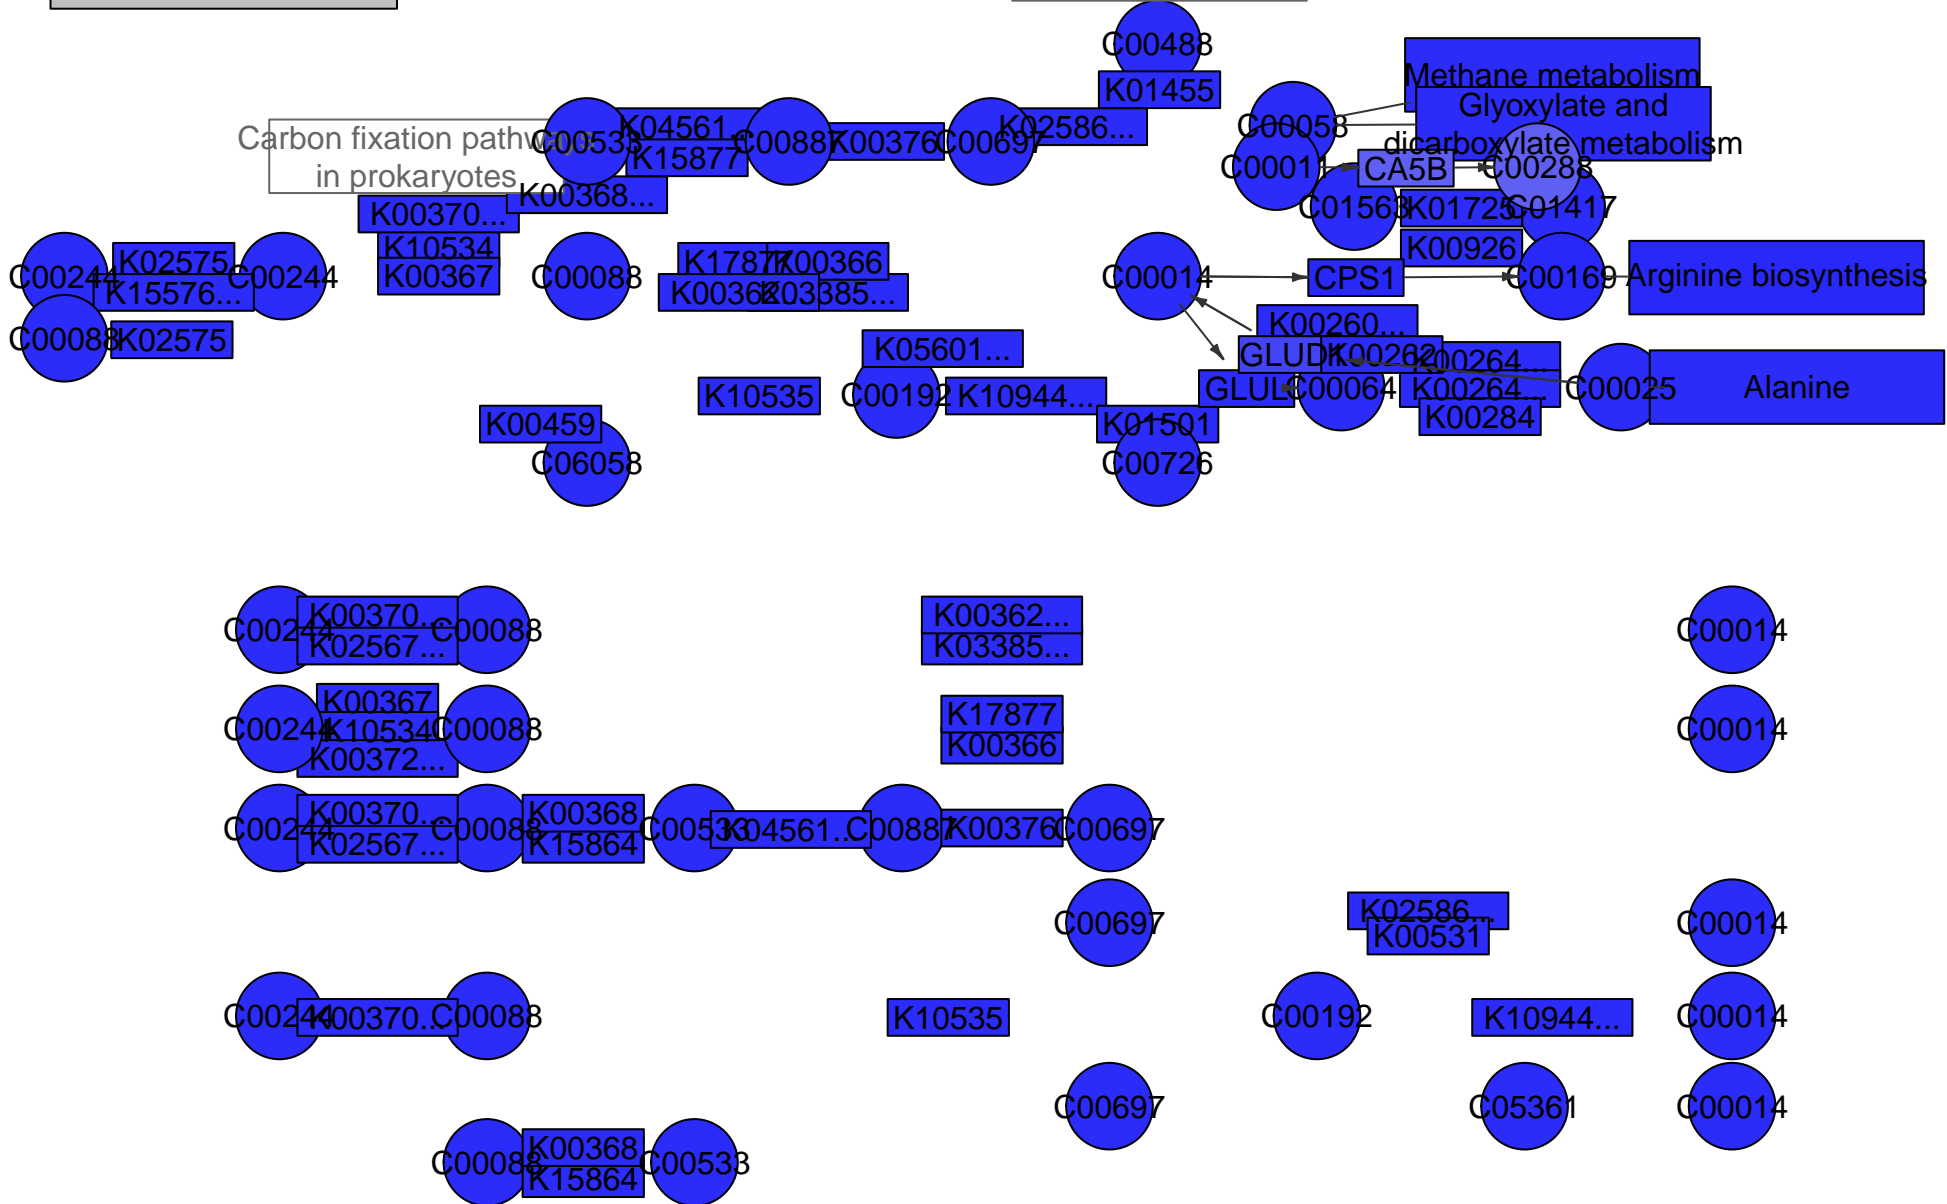 C00488
K01455
Methane metabolism
Glyoxylate and
dicarboxylate metabolism
Carbon fixation pathways
in prokaryotes
C00533
K04561...
K15877
C00887
K00376
C00697
K02586...
C00058
C00011
CA5B
C00288
K00368...
K00370...
C01563
K01725
C01417
K10534
K00367
K00926
C00244
K02575
K15576...
C00244
C00088
K17877
K00366
K00362...
K03385...
C00014
CPS1
C00169
Arginine biosynthesis
C00088
K02575
K05601...
K00260...
GLUD1
K00262
K00264...
K10535
C00192
K10944...
GLUL
C00064
K00264...
C00025
Alanine
K00284
K00459
K01501
C06058
C00726
C00244
K00370...
K02567...
C00088
K00362...
K03385...
C00014
C00244
K00367
K10534
K00372...
C00088
K17877
K00366
C00014
C00244
K00370...
K02567...
C00088
K00368
K15864
C00533
K04561...
C00887
K00376
C00697
C00697
K02586...
K00531
C00014
C00244
K00370...
C00088
K10535
C00192
K10944...
C00014
C00697
C05361
C00014
C00088
K00368
K15864
C00533